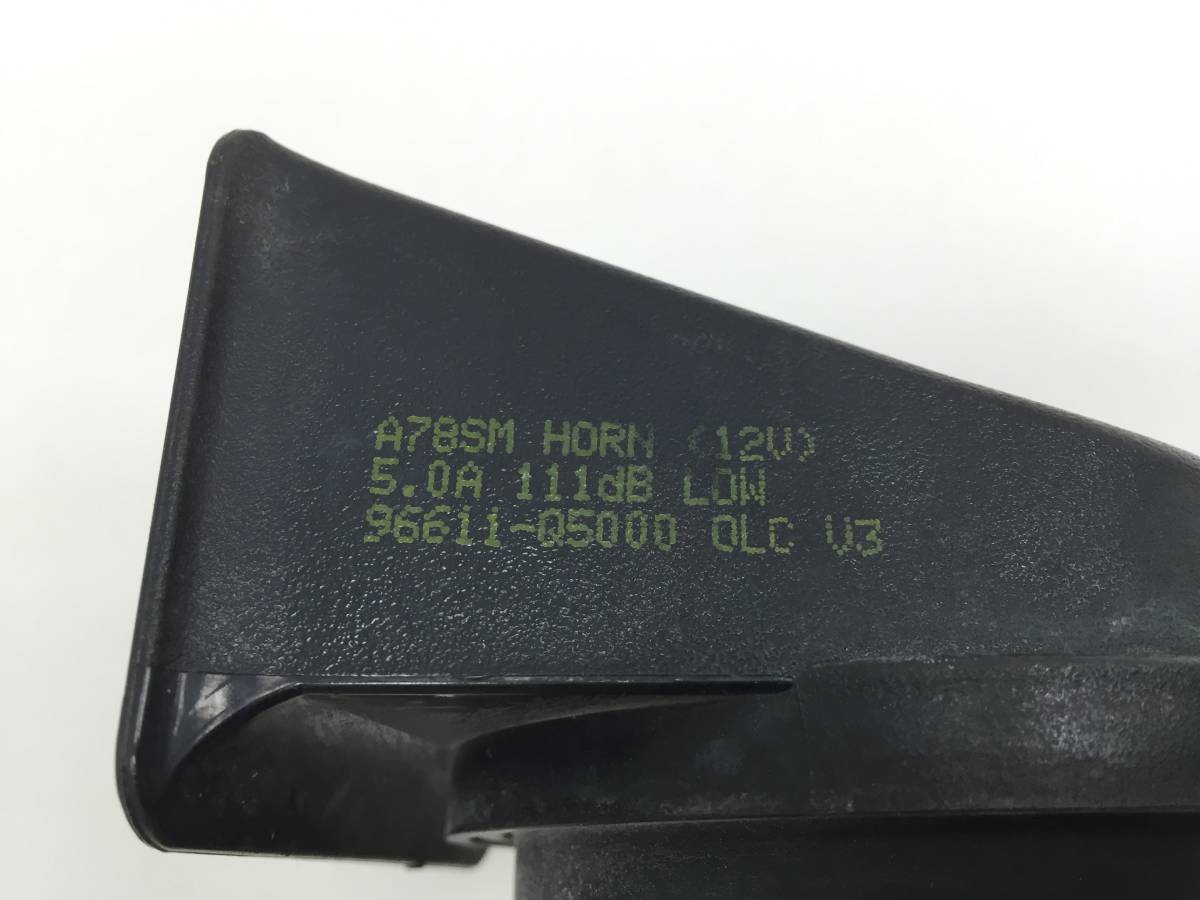 A78SM HORN (12V)
5.0A 111dB LOW
96611-Q5000 OLC V3